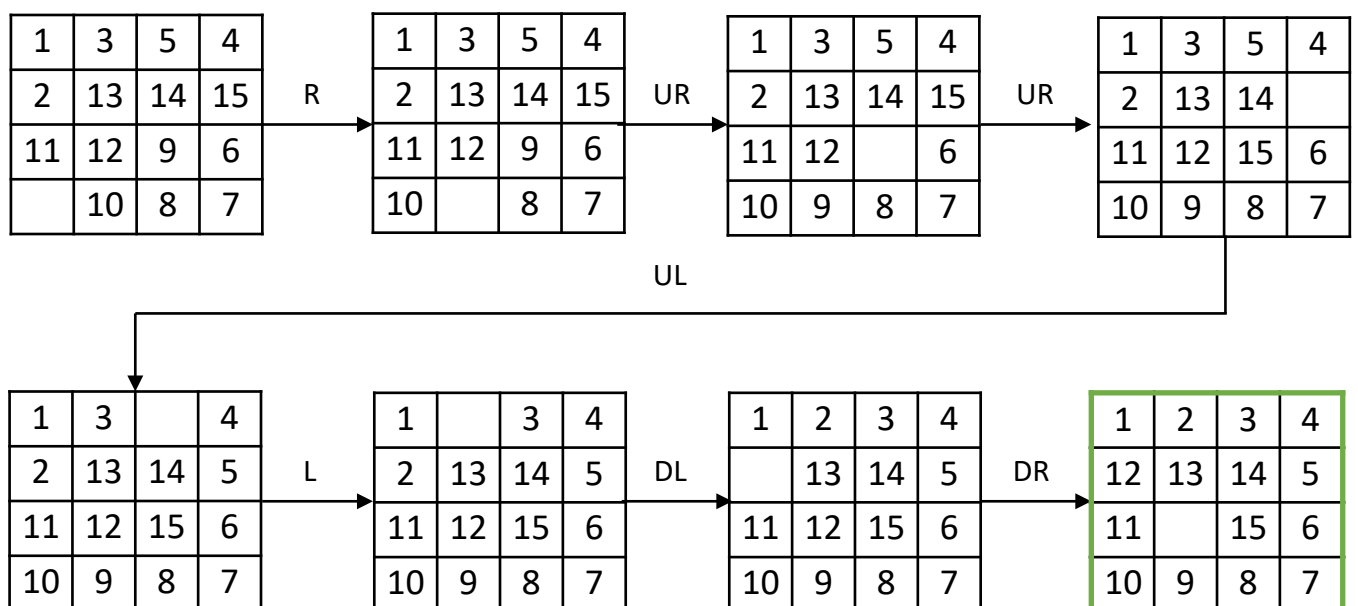 1 3 5 4 1 3 5 4 1 3 5 4 1 3 5 4
2 13 14 15 R 2 13 14 15 UR 2 13 14 15 UR 2 13 14
11 12 9 6 11 12 9 6 11 12 6 11 12 15 6
10 8 7 10 8 7 10 9 8 7 10 9 8 7
UL
1 3 4 1 3 4 1 2 3 4 1 2 3 4
2 13 14 5 L 2 13 14 5 DL 13 14 5 DR 12 13 14 5
11 12 15 6 11 12 15 6 11 12 15 6 11 15 6
10 9 8 7 10 9 8 7 10 9 8 7 10 9 8 7